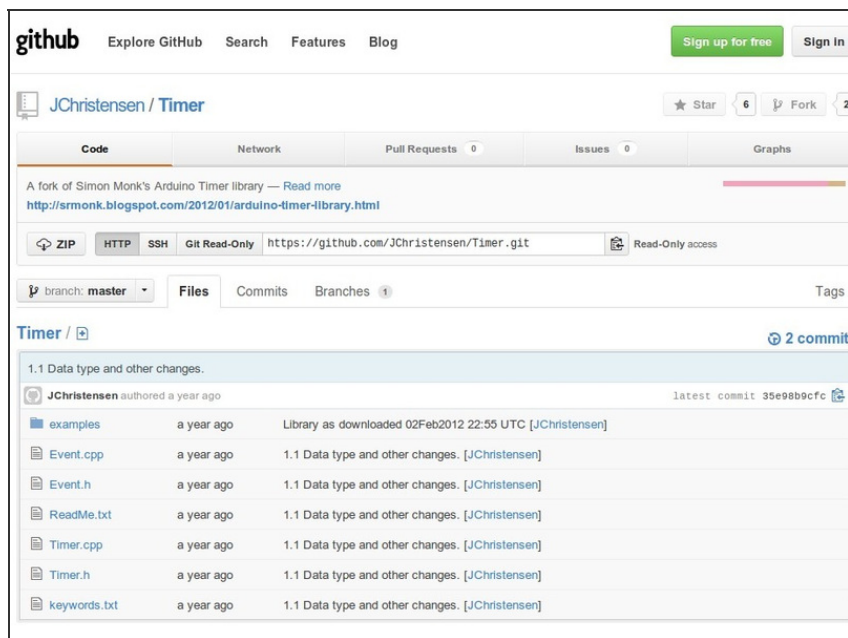 github Explore GitHub Search Features Blog Sign up for free Sign in
JChristensen / Timer Star 6 Fork 2
Code Network Pull Requests 0 Issues 0 Graphs
A fork of Simon Monk's Arduino Timer library — Read more
http://srmonk.blogspot.com/2012/01/arduino-timer-library.html
ZIP HTTP SSH Git Read-Only https://github.com/JChristensen/Timer.git Read-Only access
branch: master Files Commits Branches 1 Tags
Timer / 2 commit
1.1 Data type and other changes.
JChristensen authored a year ago latest commit 35e98b9cfc
examples a year ago Library as downloaded 02Feb2012 22:55 UTC [JChristensen]
Event.cpp a year ago 1.1 Data type and other changes. [JChristensen]
Event.h a year ago 1.1 Data type and other changes. [JChristensen]
ReadMe.txt a year ago 1.1 Data type and other changes. [JChristensen]
Timer.cpp a year ago 1.1 Data type and other changes. [JChristensen]
Timer.h a year ago 1.1 Data type and other changes. [JChristensen]
keywords.txt a year ago 1.1 Data type and other changes. [JChristensen]